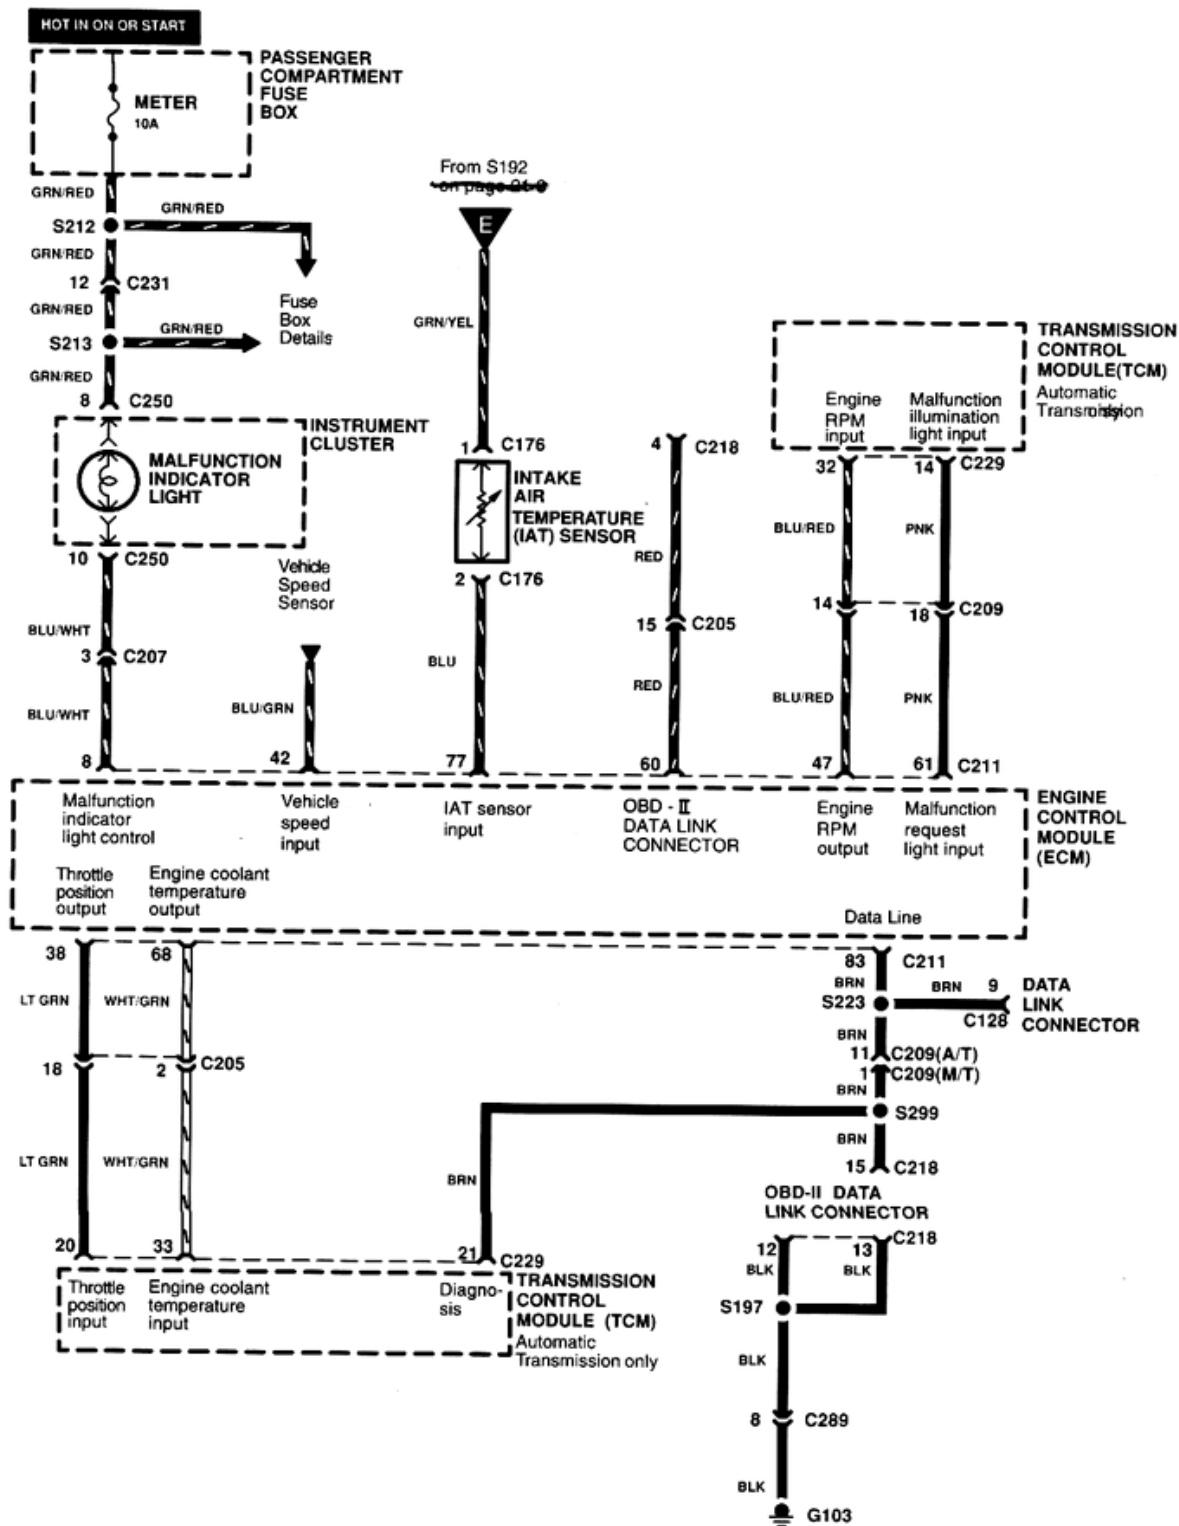 HOT IN ON OR START
PASSENGER
COMPARTMENT
FUSE
BOX
METER
10A
GRN/RED
S212
GRN/RED
GRN/RED
12
C231
GRN/RED
Fuse
Box
Details
S213
GRN/RED
GRN/RED
8
C250
INSTRUMENT
CLUSTER
MALFUNCTION
INDICATOR
LIGHT
10
C250
BLU/WHT
3
C207
BLU/WHT
8
Vehicle
Speed
Sensor
BLU/GRN
42
From S192
on page 21-9
E
GRN/YEL
1
C176
INTAKE
AIR
TEMPERATURE
(IAT) SENSOR
2
C176
BLU
77
4
C218
RED
15
C205
RED
60
TRANSMISSION
CONTROL
MODULE(TCM)
Automatic
Engine
RPM
input
Malfunction
illumination
light input
32
14
C229
BLU/RED
PNK
14
18
C209
BLU/RED
PNK
47
61
C211
Malfunction
indicator
light control
Vehicle
speed
input
IAT sensor
input
OBD - II
DATA LINK
CONNECTOR
Engine
RPM
output
Malfunction
request
light input
ENGINE
CONTROL
MODULE
(ECM)
Throttle
position
output
Engine coolant
temperature
output
Data Line
38
68
83
C211
LT GRN
WHT/GRN
BRN
S223
BRN
9
C128
DATA
LINK
CONNECTOR
BRN
11
C209(A/T)
1
C209(M/T)
BRN
18
2
C205
S299
BRN
15
C218
LT GRN
WHT/GRN
BRN
20
33
21
C229
Throttle
position
input
Engine coolant
temperature
input
Diagno-
sis
TRANSMISSION
CONTROL
MODULE (TCM)
Automatic
Transmission only
OBD-II DATA
LINK CONNECTOR
12
13
C218
BLK
BLK
S197
BLK
8
C289
BLK
G103